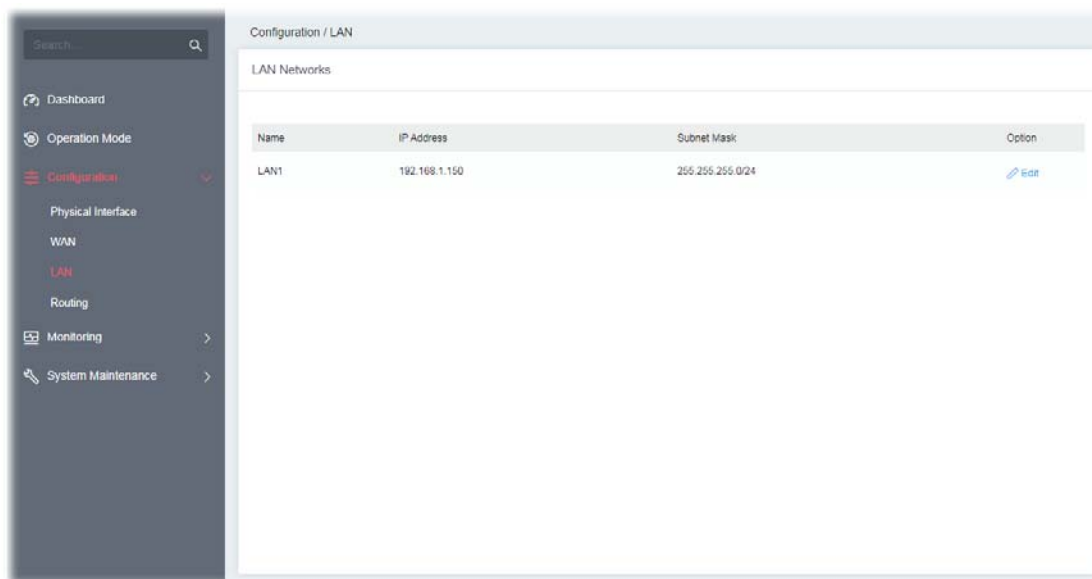 Search...
Dashboard
Operation Mode
Configuration
Physical Interface
WAN
LAN
Routing
Monitoring
System Maintenance
Configuration / LAN
LAN Networks
Name IP Address Subnet Mask Option
LAN1 192.168.1.150 255.255.255.0/24 Edit